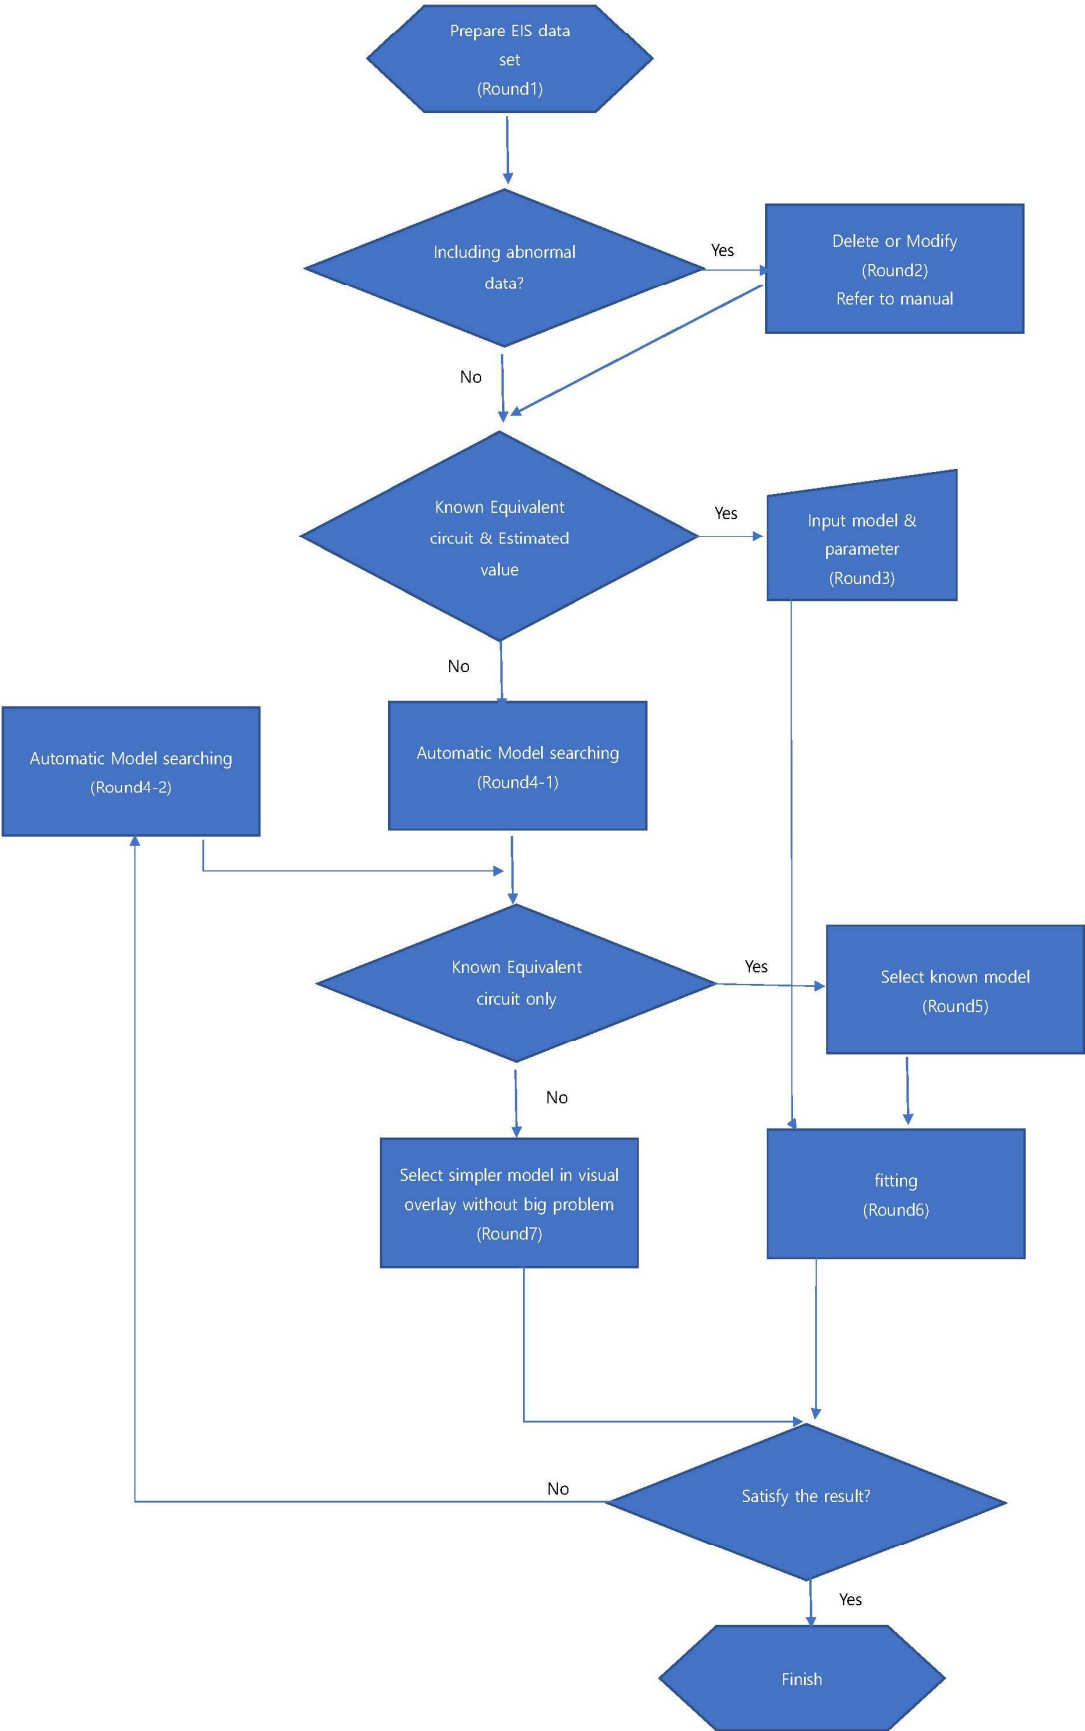 Prepare EIS data
set
(Round1)
Including abnormal
data?
Yes
Delete or Modify
(Round2)
Refer to manual
No
Known Equivalent
circuit & Estimated
value
Yes
Input model &
parameter
(Round3)
No
Automatic Model searching
(Round4-2)
Automatic Model searching
(Round4-1)
Known Equivalent
circuit only
Yes
Select known model
(Round5)
No
Select simpler model in visual
overlay without big problem
(Round7)
fitting
(Round6)
No
Satisfy the result?
Yes
Finish